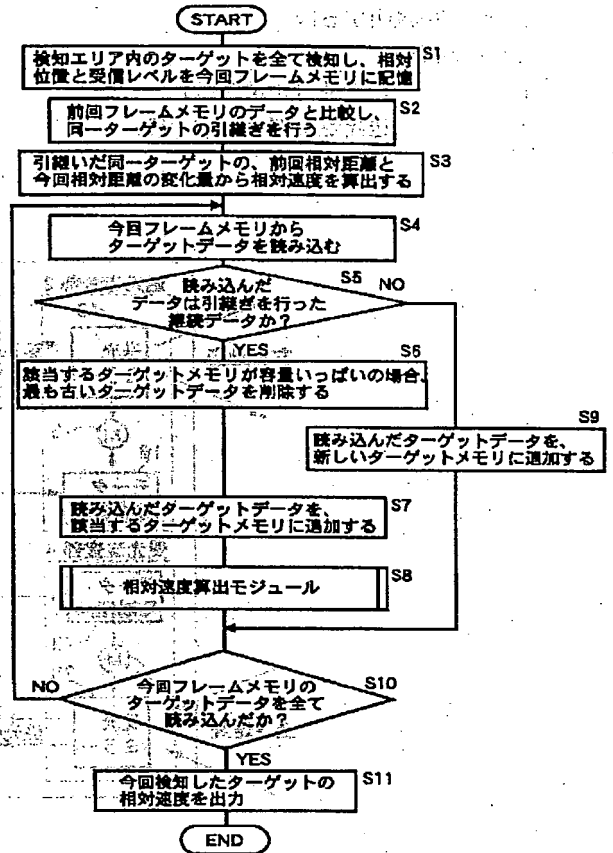 START
S1
検知エリア内のターゲットを全て検知し、相対
位置と受信レベルを今回フレームメモリに記憶
S2
前回フレームメモリのデータと比較し、
同一ターゲットの引継ぎを行う
S3
引継いだ同一ターゲットの、前回相対距離と
今回相対距離の変化量から相対速度を算出する
S4
今回フレームメモリから
ターゲットデータを読み込む
S5
読み込んだ
データは引継ぎを行った
継続データか?
NO
YES
S6
該当するターゲットメモリが容量いっぱいの場合、
最も古いターゲットデータを削除する
S9
読み込んだターゲットデータを、
新しいターゲットメモリに追加する
S7
読み込んだターゲットデータを、
該当するターゲットメモリに追加する
S8
相対速度算出モジュール
NO
S10
今回フレームメモリの
ターゲットデータを全て
読み込んだか?
YES
S11
今回検知したターゲットの
相対速度を出力
END